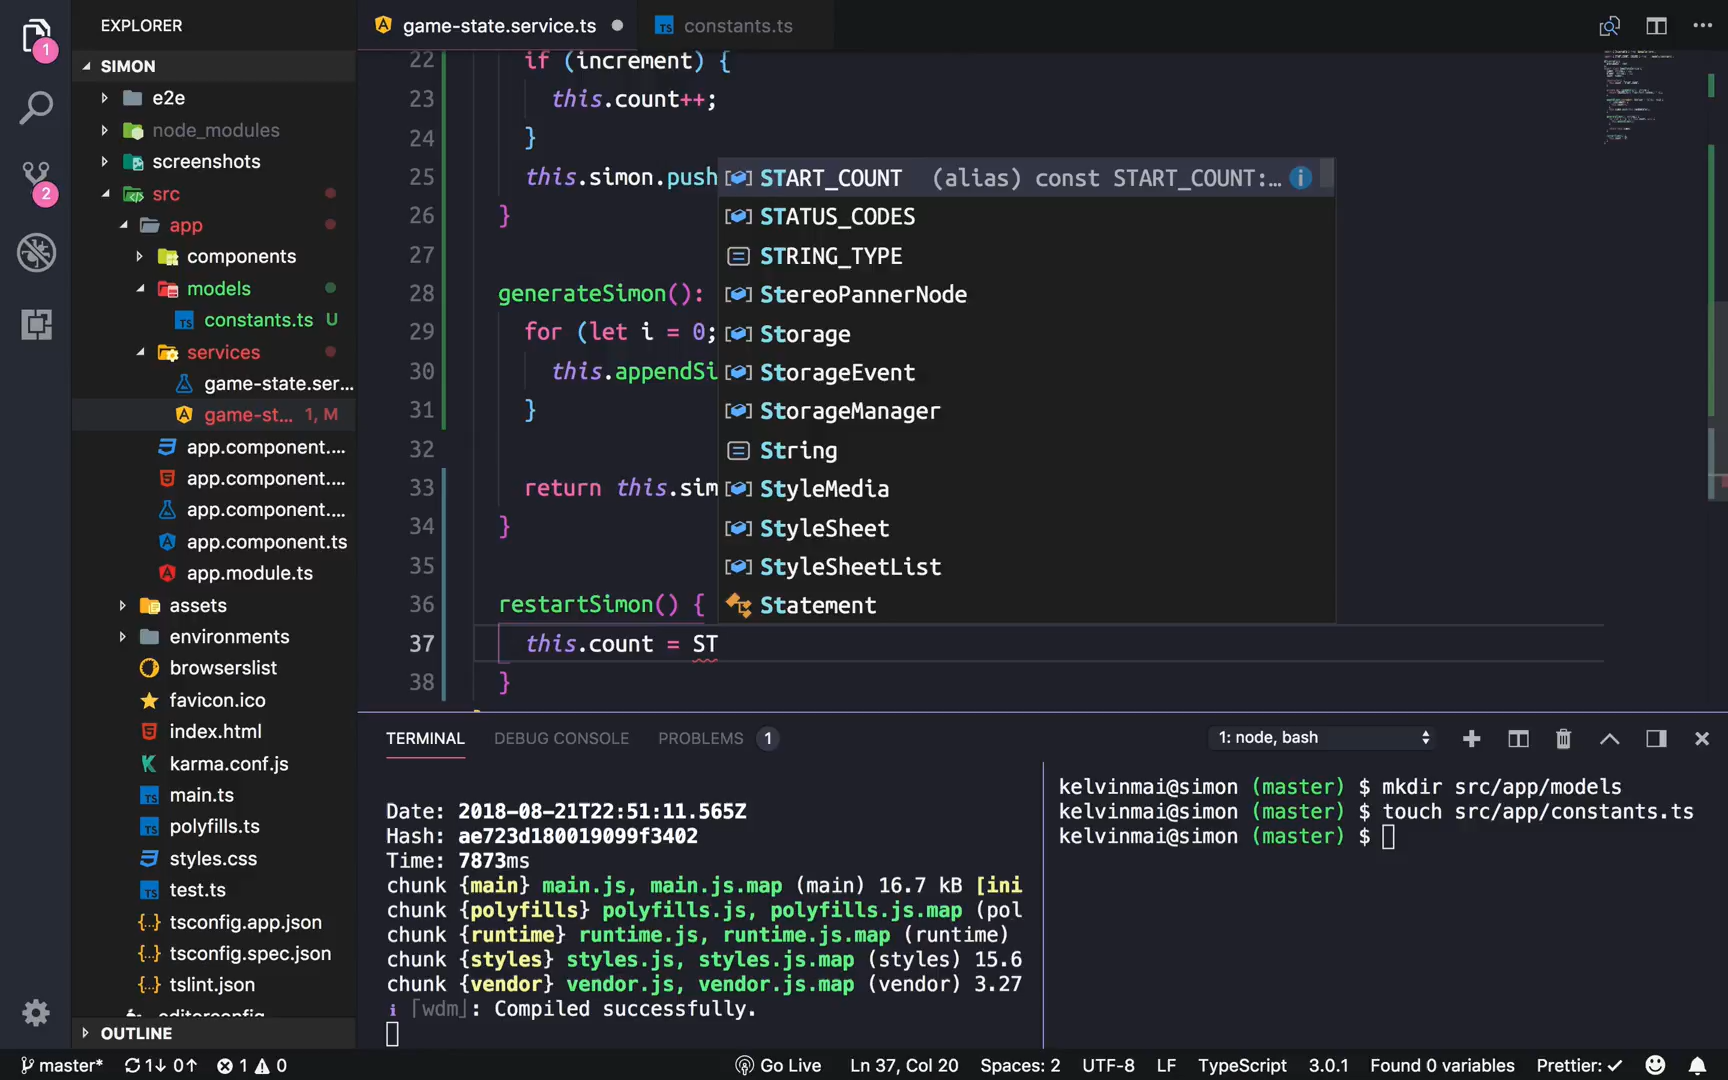 EXPLORER
game-state.service.ts
constants.ts
1
SIMON
e2e
node_modules
screenshots
2
src
app
components
models
constants.ts U
services
game-state.ser...
game-st... 1, M
app.component....
app.component....
app.component....
app.component.ts
app.module.ts
assets
environments
browserslist
favicon.ico
index.html
karma.conf.js
main.ts
polyfills.ts
styles.css
test.ts
tsconfig.app.json
tsconfig.spec.json
tslint.json
OUTLINE
22 if (increment) {
23 this.count++;
24 }
25 this.simon.push
26 }
27
28 generateSimon():
29 for (let i = 0;
30 this.appendSi
31 }
32
33 return this.sim
34 }
35
36 restartSimon() {
37 this.count = ST
38 }
START_COUNT (alias) const START_COUNT:...
STATUS_CODES
STRING_TYPE
StereoPannerNode
Storage
StorageEvent
StorageManager
String
StyleMedia
StyleSheet
StyleSheetList
Statement
TERMINAL DEBUG CONSOLE PROBLEMS 1
1: node, bash
Date: 2018-08-21T22:51:11.565Z
Hash: ae723d180019099f3402
Time: 7873ms
chunk {main} main.js, main.js.map (main) 16.7 kB [ini
chunk {polyfills} polyfills.js, polyfills.js.map (pol
chunk {runtime} runtime.js, runtime.js.map (runtime)
chunk {styles} styles.js, styles.js.map (styles) 15.6
chunk {vendor} vendor.js, vendor.js.map (vendor) 3.27
ℹ ｢wdm｣: Compiled successfully.
kelvinmai@simon (master) $ mkdir src/app/models
kelvinmai@simon (master) $ touch src/app/constants.ts
kelvinmai@simon (master) $
master* 1↓ 0↑ 1 0 Go Live Ln 37, Col 20 Spaces: 2 UTF-8 LF TypeScript 3.0.1 Found 0 variables Prettier: ✓